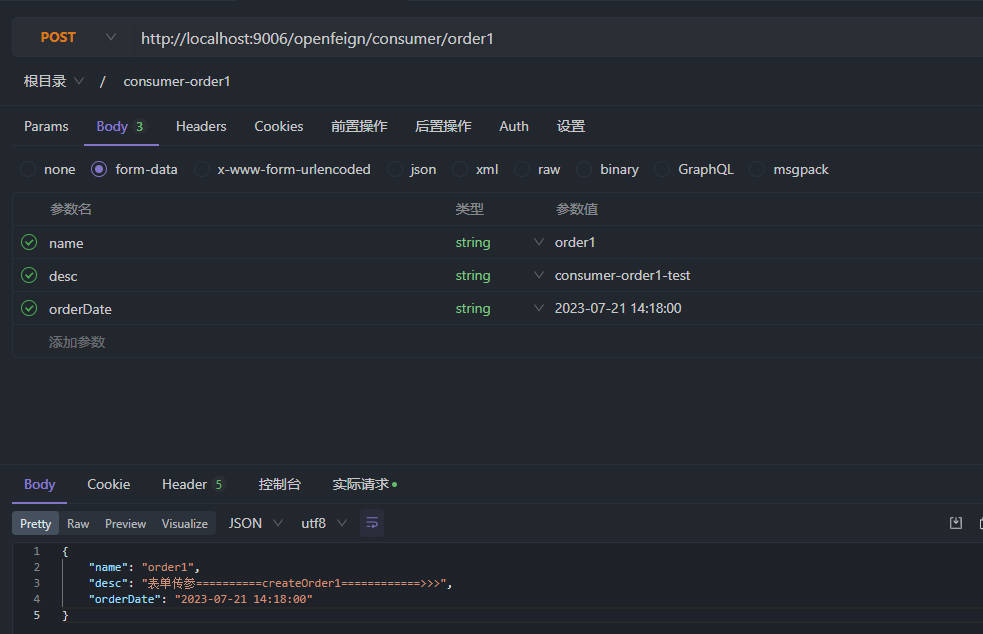 POST http://localhost:9006/openfeign/consumer/order1
根目录 / consumer-order1
Params Body 3 Headers Cookies 前置操作 后置操作 Auth 设置
none form-data x-www-form-urlencoded json xml raw binary GraphQL msgpack
参数名 类型 参数值
name string order1
desc string consumer-order1-test
orderDate string 2023-07-21 14:18:00
添加参数
Body Cookie Header 5 控制台 实际请求
Pretty Raw Preview Visualize JSON utf8
1 {
2 "name": "order1",
3 "desc": "表单传参==========createOrder1============>>>",
4 "orderDate": "2023-07-21 14:18:00"
5 }